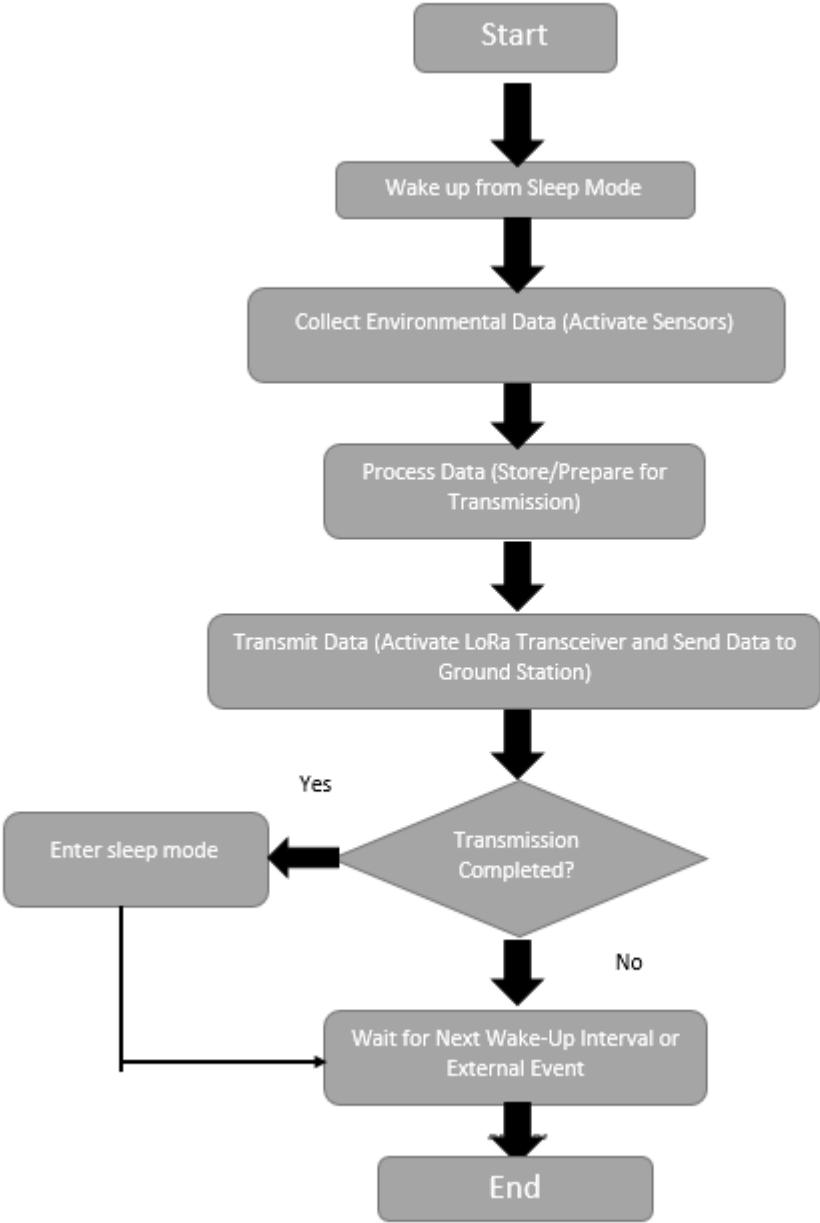 Start
Wake up from Sleep Mode
Collect Environmental Data (Activate Sensors)
Process Data (Store/Prepare for
Transmission)
Transmit Data (Activate LoRa Transceiver and Send Data to
Ground Station)
Yes
Transmission
Completed?
Enter sleep mode
No
Wait for Next Wake-Up Interval or
External Event
End